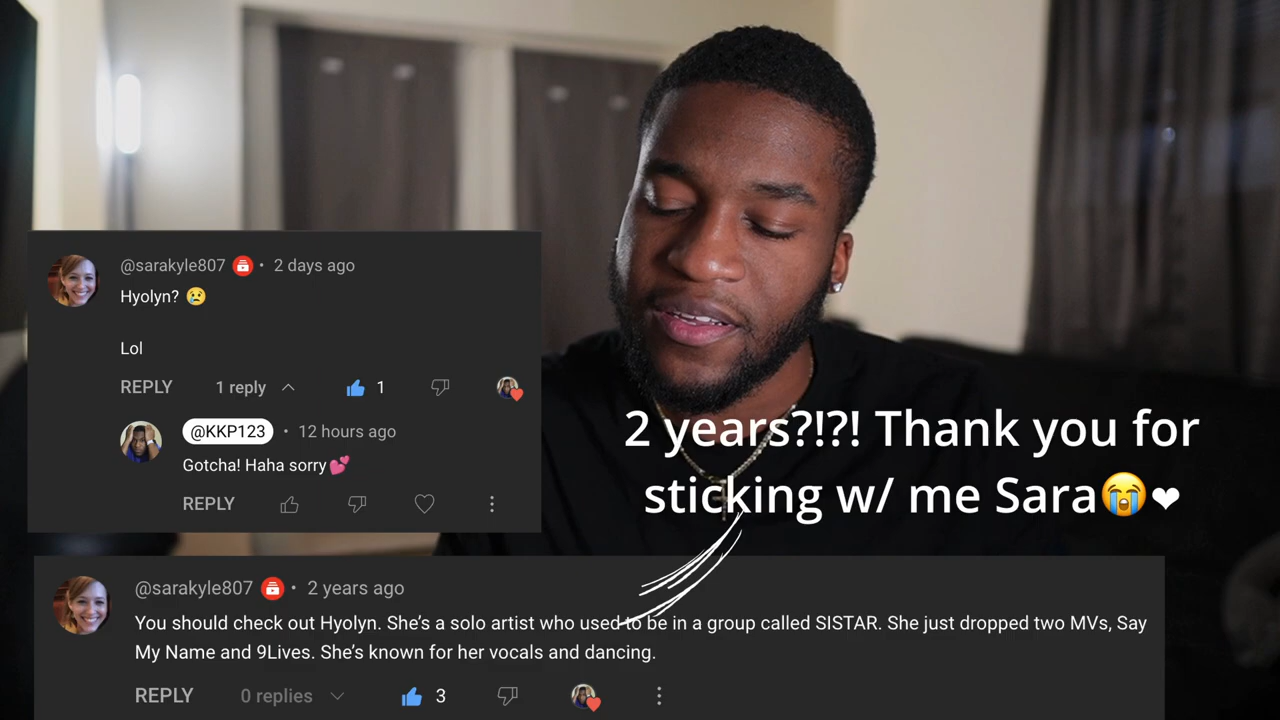 @sarakyle807 • 2 days ago
Hyolyn? 😢
Lol
REPLY 1 reply 1
@KKP123 • 12 hours ago
Gotcha! Haha sorry💕
REPLY
2 years?!?! Thank you for
sticking w/ me Sara😭❤
@sarakyle807 • 2 years ago
You should check out Hyolyn. She’s a solo artist who used to be in a group called SISTAR. She just dropped two MVs, Say
My Name and 9Lives. She’s known for her vocals and dancing.
REPLY 0 replies 3